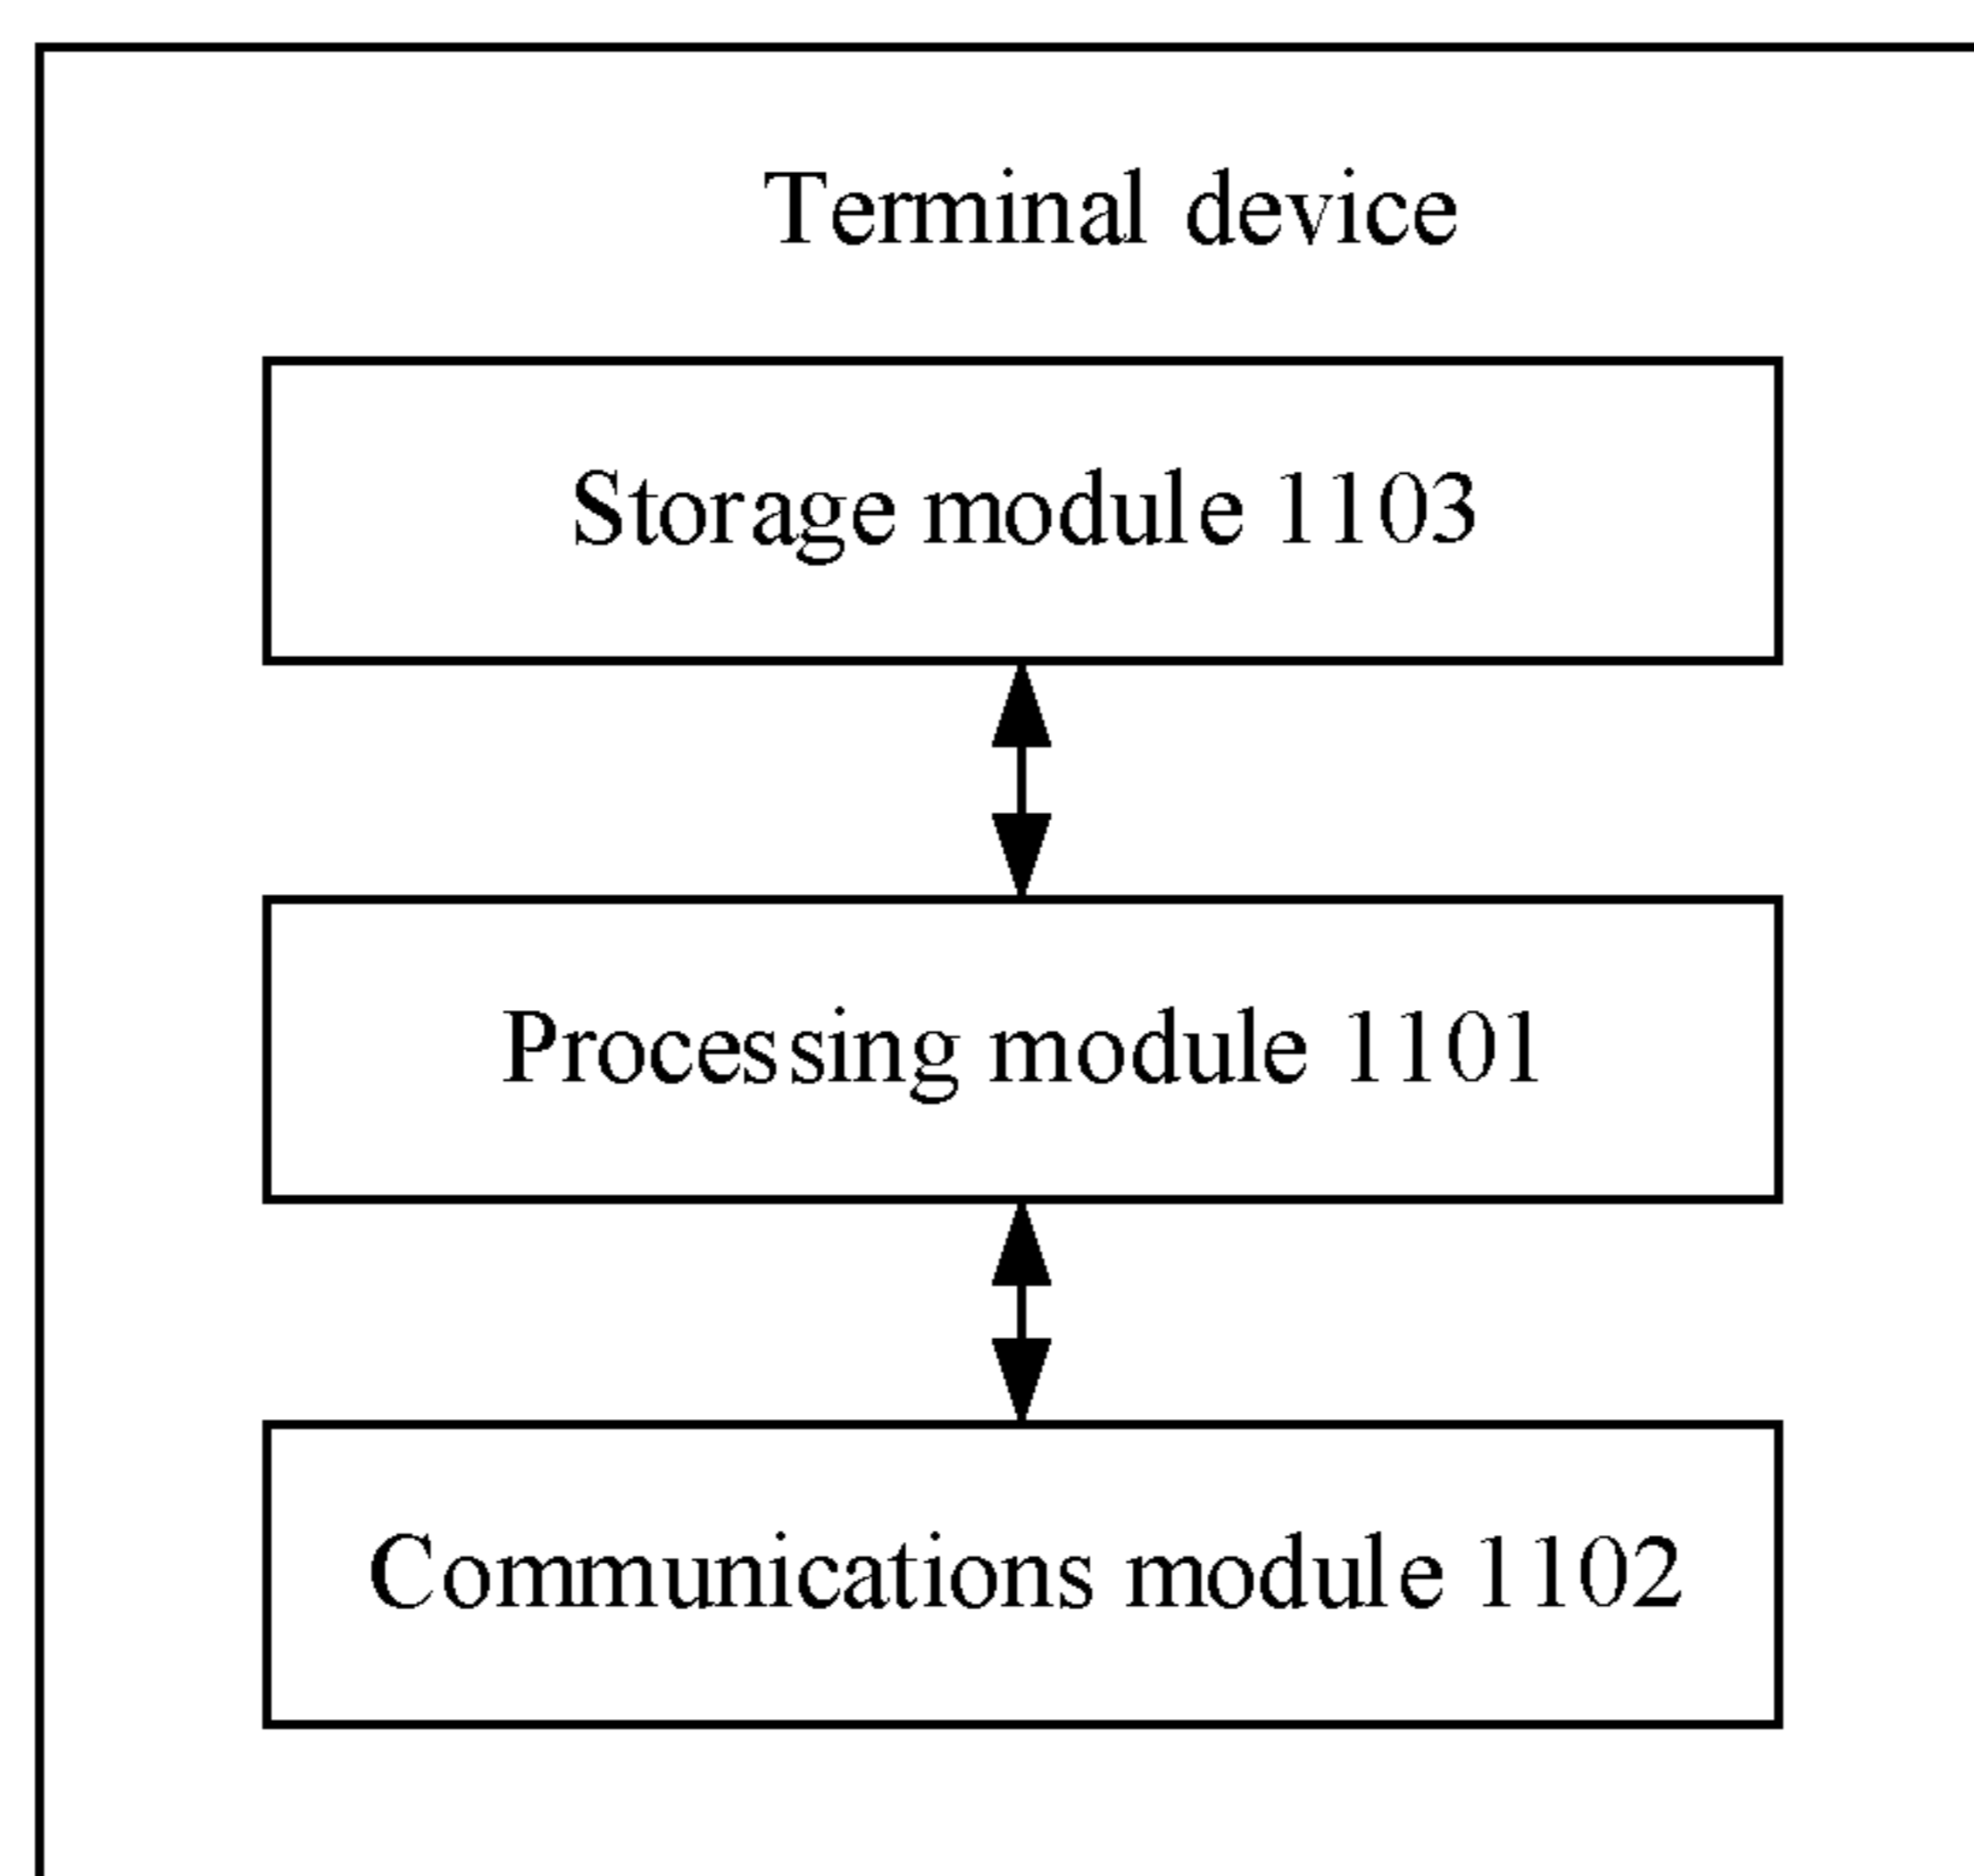 Terminal device
Storage module 1103
Processing module 1101
Communications module 1102